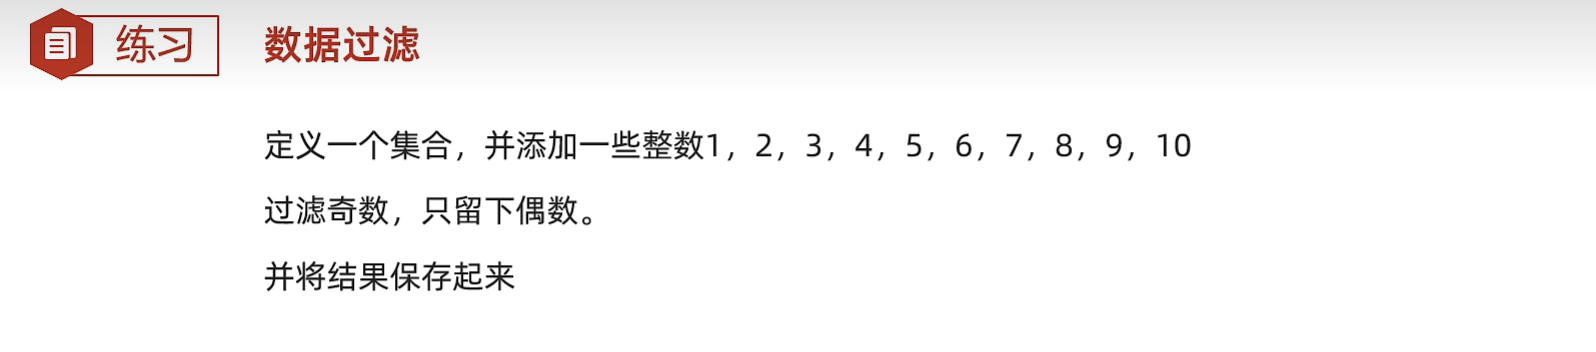 练习 数据过滤
定义一个集合，并添加一些整数1，2，3，4，5，6，7，8，9，10
过滤奇数，只留下偶数。
并将结果保存起来